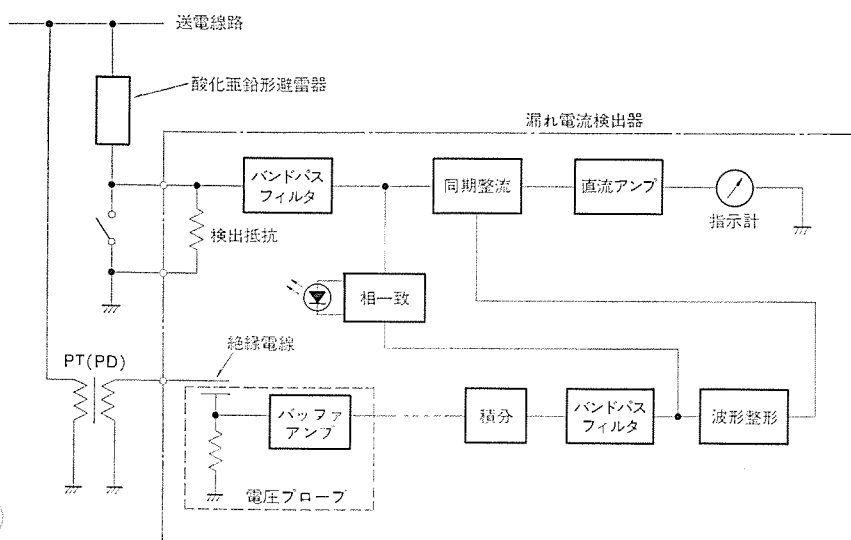 送電線路
酸化亜鉛形避雷器
漏れ電流検出器
バンドパス
フィルタ
同期整流
直流アンプ
指示計
検出抵抗
相一致
絶縁電線
PT(PD)
バッファ
アンプ
積分
バンドパス
フィルタ
波形整形
電圧プローブ